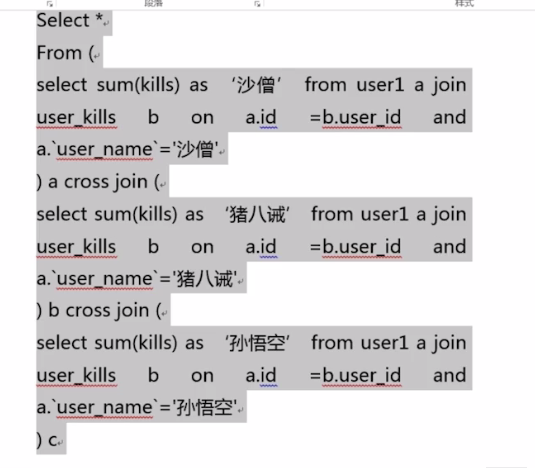 段落
样式
Select *
From (
select sum(kills) as ‘沙僧’ from user1 a join
user_kills b on a.id =b.user_id and
a.`user_name`='沙僧'
) a cross join (
select sum(kills) as ‘猪八诫’ from user1 a join
user_kills b on a.id =b.user_id and
a.`user_name`='猪八诫'
) b cross join (
select sum(kills) as ‘孙悟空’ from user1 a join
user_kills b on a.id =b.user_id and
a.`user_name`='孙悟空'
) c